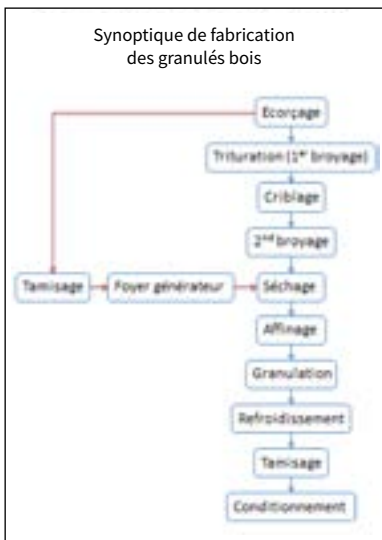 Synoptique de fabrication
des granulés bois
Ecorçage
Trituration (1er broyage)
Criblage
2nd broyage
Tamisage
Foyer générateur
Séchage
Affinage
Granulation
Refroidissement
Tamisage
Conditionnement